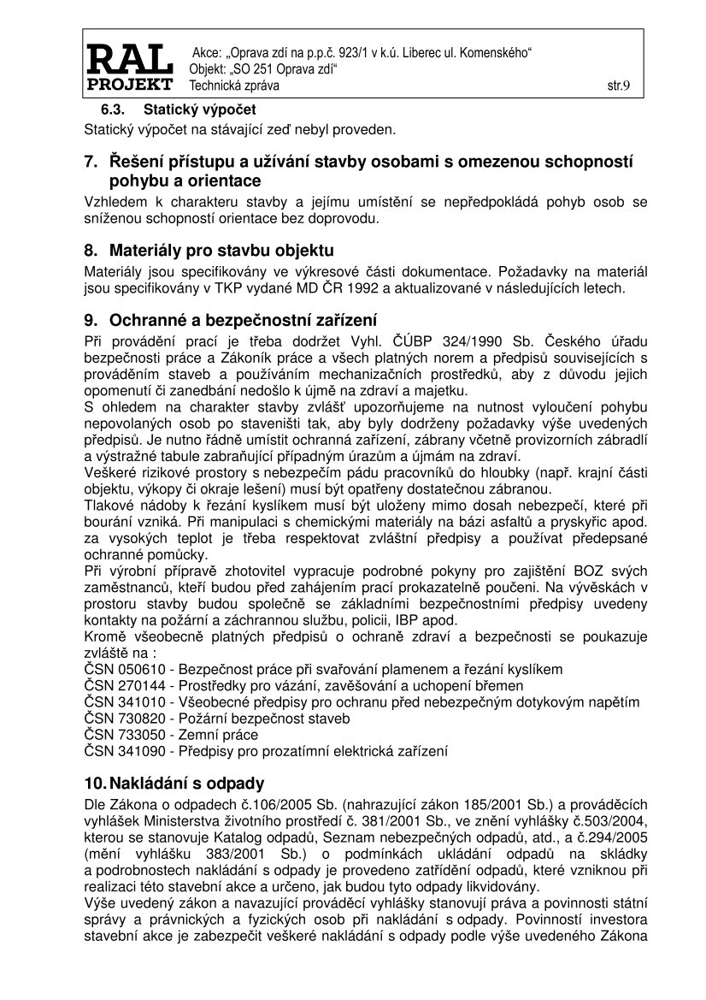 RAL
PROJEKT
Akce: „Oprava zdí na p.p.č. 923/1 v k.ú. Liberec ul. Komenského“
Objekt: „SO 251 Oprava zdí“
Technická zpráva str.9
6.3. Statický výpočet
Statický výpočet na stávající zeď nebyl proveden.
7. Řešení přístupu a užívání stavby osobami s omezenou schopností
pohybu a orientace
Vzhledem k charakteru stavby a jejímu umístění se nepředpokládá pohyb osob se
sníženou schopností orientace bez doprovodu.
8. Materiály pro stavbu objektu
Materiály jsou specifikovány ve výkresové části dokumentace. Požadavky na materiál
jsou specifikovány v TKP vydané MD ČR 1992 a aktualizované v následujících letech.
9. Ochranné a bezpečnostní zařízení
Při provádění prací je třeba dodržet Vyhl. ČÚBP 324/1990 Sb. Českého úřadu
bezpečnosti práce a Zákoník práce a všech platných norem a předpisů souvisejících s
prováděním staveb a používáním mechanizačních prostředků, aby z důvodu jejich
opomenutí či zanedbání nedošlo k újmě na zdraví a majetku.
S ohledem na charakter stavby zvlášť upozorňujeme na nutnost vyloučení pohybu
nepovolaných osob po staveništi tak, aby byly dodrženy požadavky výše uvedených
předpisů. Je nutno řádně umístit ochranná zařízení, zábrany včetně provizorních zábradlí
a výstražné tabule zabraňující případným úrazům a újmám na zdraví.
Veškeré rizikové prostory s nebezpečím pádu pracovníků do hloubky (např. krajní části
objektu, výkopy či okraje lešení) musí být opatřeny dostatečnou zábranou.
Tlakové nádoby k řezání kyslíkem musí být uloženy mimo dosah nebezpečí, které při
bourání vzniká. Při manipulaci s chemickými materiály na bázi asfaltů a pryskyřic apod.
za vysokých teplot je třeba respektovat zvláštní předpisy a používat předepsané
ochranné pomůcky.
Při výrobní přípravě zhotovitel vypracuje podrobné pokyny pro zajištění BOZ svých
zaměstnanců, kteří budou před zahájením prací prokazatelně poučeni. Na vývěskách v
prostoru stavby budou společně se základními bezpečnostními předpisy uvedeny
kontakty na požární a záchrannou službu, policii, IBP apod.
Kromě všeobecně platných předpisů o ochraně zdraví a bezpečnosti se poukazuje
zvláště na :
ČSN 050610 - Bezpečnost práce při svařování plamenem a řezání kyslíkem
ČSN 270144 - Prostředky pro vázání, zavěšování a uchopení břemen
ČSN 341010 - Všeobecné předpisy pro ochranu před nebezpečným dotykovým napětím
ČSN 730820 - Požární bezpečnost staveb
ČSN 733050 - Zemní práce
ČSN 341090 - Předpisy pro prozatímní elektrická zařízení
10. Nakládání s odpady
Dle Zákona o odpadech č.106/2005 Sb. (nahrazující zákon 185/2001 Sb.) a prováděcích
vyhlášek Ministerstva životního prostředí č. 381/2001 Sb., ve znění vyhlášky č.503/2004,
kterou se stanovuje Katalog odpadů, Seznam nebezpečných odpadů, atd., a č.294/2005
(mění vyhlášku 383/2001 Sb.) o podmínkách ukládání odpadů na skládky
a podrobnostech nakládání s odpady je provedeno zatřídění odpadů, které vzniknou při
realizaci této stavební akce a určeno, jak budou tyto odpady likvidovány.
Výše uvedený zákon a navazující prováděcí vyhlášky stanovují práva a povinnosti státní
správy a právnických a fyzických osob při nakládání s odpady. Povinností investora
stavební akce je zabezpečit veškeré nakládání s odpady podle výše uvedeného Zákona